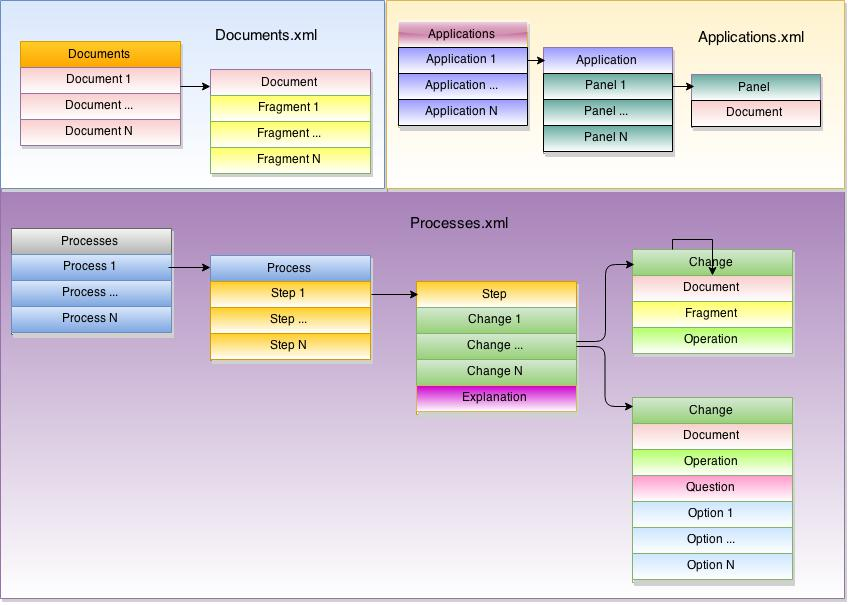 Documents.xml
Documents
Document 1
Document ...
Document N
Document
Fragment 1
Fragment ...
Fragment N
Applications.xml
Applications
Application 1
Application ...
Application N
Application
Panel 1
Panel ...
Panel N
Panel
Document
Processes.xml
Processes
Process 1
Process ...
Process N
Process
Step 1
Step ...
Step N
Step
Change 1
Change ...
Change N
Explanation
Change
Document
Fragment
Operation
Change
Document
Operation
Question
Option 1
Option ...
Option N